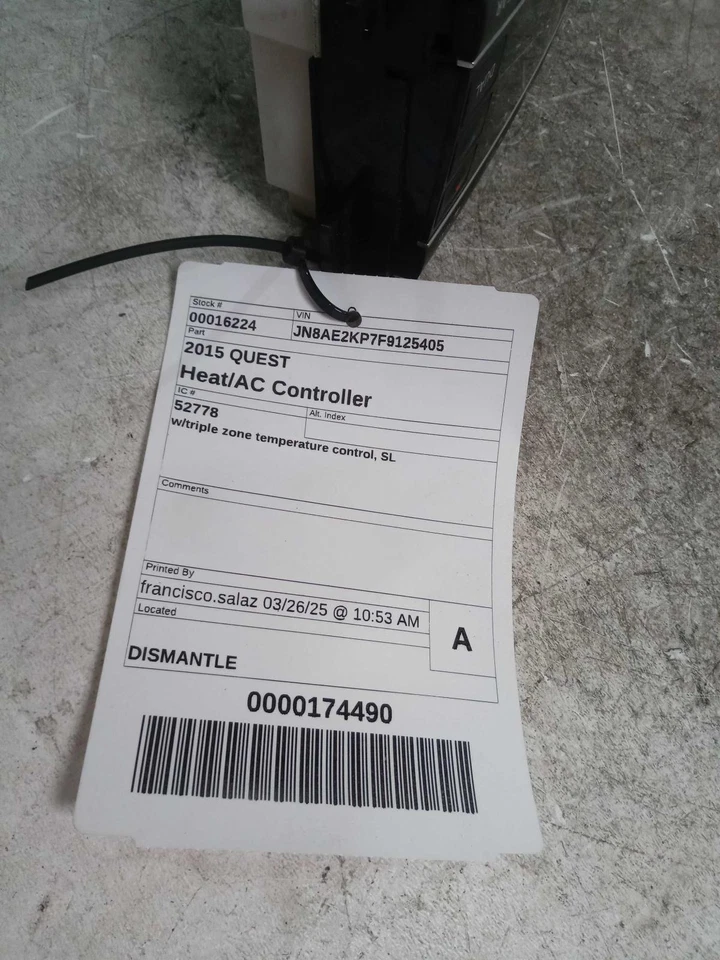 Stock #
VIN
00016224
JN8AE2KP7F9125405
Part
2015 QUEST
Heat/AC Controller
IC #
Alt. Index
52778
w/triple zone temperature control, SL
Comments
Printed By
francisco.salaz 03/26/25 @ 10:53 AM
A
Located
DISMANTLE
0000174490